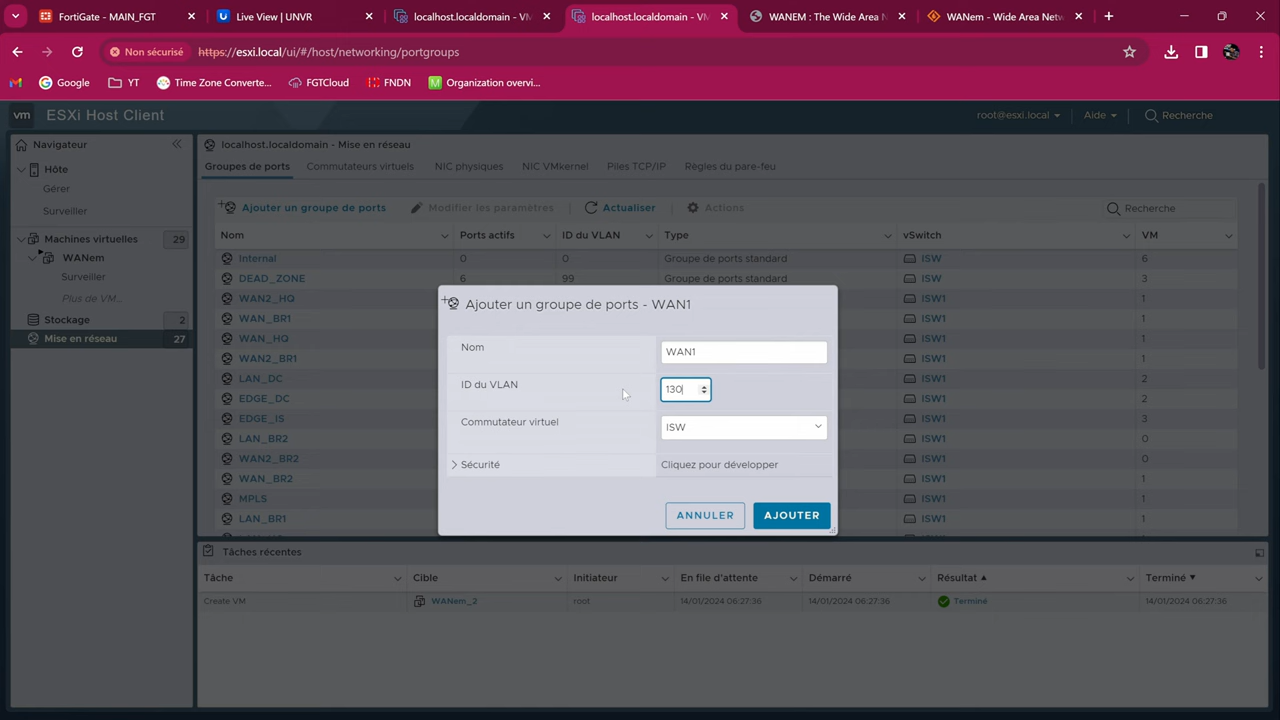 FortiGate - MAIN_FGT
Live View | UNVR
localhost.localdomain - VM
localhost.localdomain - VM
WANEM : The Wide Area N
WANem - Wide Area Net
Non sécurisé
https://esxi.local/ui/#/host/networking/portgroups
Google
YT
Time Zone Converte...
FGTCloud
FNDN
Organization overvi...
vm
ESXi Host Client
root@esxi.local
Aide
Recherche
Navigateur
localhost.localdomain - Mise en réseau
Hôte
Gérer
Surveiller
Machines virtuelles 29
WANem
Surveiller
Plus de VM...
Stockage 2
Mise en réseau 27
Groupes de ports
Commutateurs virtuels
NIC physiques
NIC VMkernel
Piles TCP/IP
Règles du pare-feu
Ajouter un groupe de ports
Modifier les paramètres
Actualiser
Actions
Recherche
Nom Ports actifs ID du VLAN Type vSwitch VM
Internal 0 0 Groupe de ports standard ISW 6
DEAD_ZONE 6 99 Groupe de ports standard ISW 3
WAN2_HQ ISW1 1
WAN_BR1 ISW1 1
WAN_HQ ISW1 1
WAN2_BR1 ISW1 1
LAN_DC ISW1 2
EDGE_DC ISW1 2
EDGE_IS ISW1 3
LAN_BR2 ISW1 0
WAN2_BR2 ISW1 0
WAN_BR2 ISW1 1
MPLS ISW1 1
LAN_BR1 ISW1 1
Ajouter un groupe de ports - WAN1
Nom WAN1
ID du VLAN 130
Commutateur virtuel ISW
Sécurité Cliquez pour développer
ANNULER
AJOUTER
Tâches récentes
Tâche Cible Initiateur En file d'attente Démarré Résultat Terminé
Create VM WANem_2 root 14/01/2024 06:27:36 14/01/2024 06:27:36 Terminé 14/01/2024 06:27:36